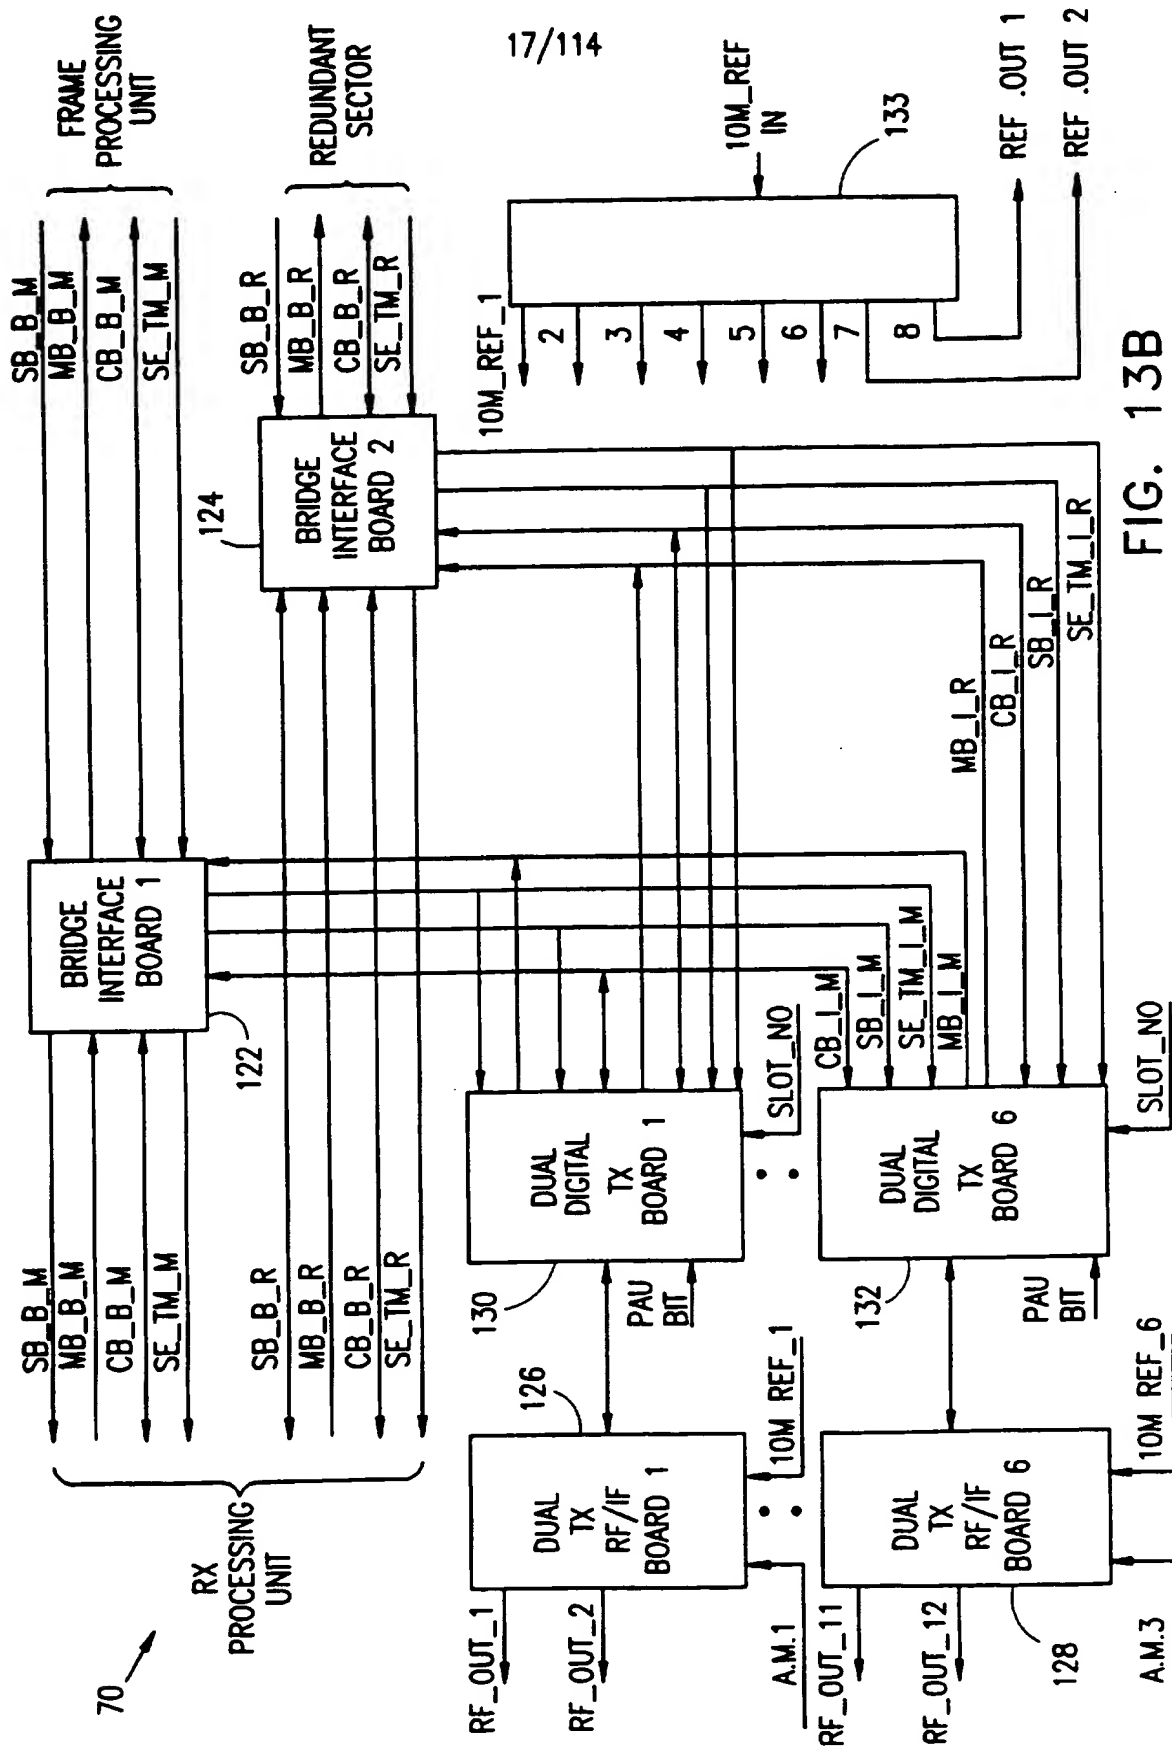 17/114
70
RX
PROCESSING
UNIT
SB_B_M
MB_B_M
CB_B_M
SE_TM_M
SB_B_R
MB_B_R
CB_B_R
SE_TM_R
BRIDGE
INTERFACE
BOARD 1
122
SB_B_M
MB_B_M
CB_B_M
SE_TM_M
FRAME
PROCESSING
UNIT
124
BRIDGE
INTERFACE
BOARD 2
SB_B_R
MB_B_R
CB_B_R
SE_TM_R
REDUNDANT
SECTOR
RF_OUT_1
RF_OUT_2
DUAL
TX
RF/IF
BOARD 1
126
A.M.1
10M REF_1
130
DUAL
DIGITAL
TX
BOARD 1
PAU
BIT
SLOT_NO
RF_OUT_11
RF_OUT_12
DUAL
TX
RF/IF
BOARD 6
128
A.M.3
10M REF_6
132
DUAL
DIGITAL
TX
BOARD 6
PAU
BIT
SLOT_NO
CB_I_M
SB_I_M
SE_TM_I_M
MB_I_M
MB_I_R
CB_I_R
SB_I_R
SE_TM_I_R
10M_REF_1
2
3
4
5
6
7
8
10M_REF
IN
133
REF .OUT 1
REF .OUT 2
FIG. 13B